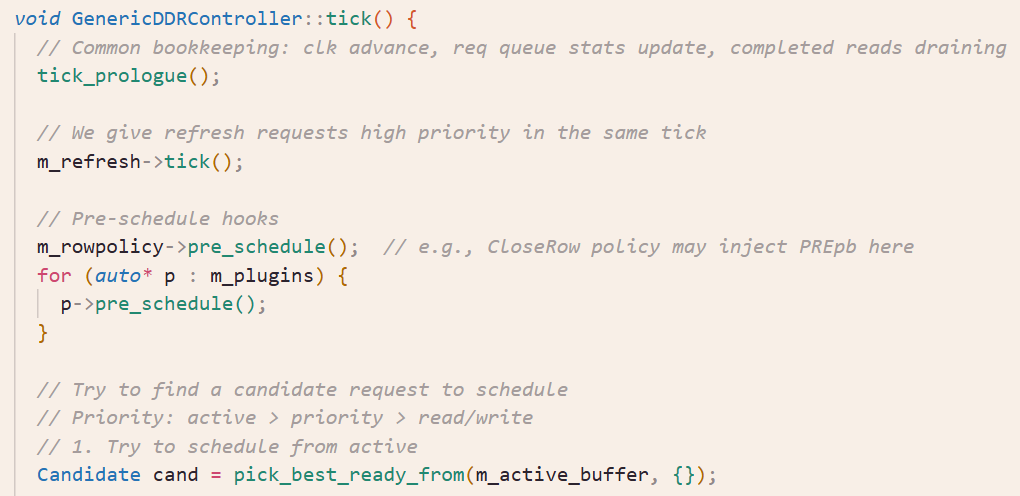 void GenericDDRController::tick() {
  // Common bookkeeping: clk advance, req queue stats update, completed reads draining
  tick_prologue();

  // We give refresh requests high priority in the same tick
  m_refresh->tick();

  // Pre-schedule hooks
  m_rowpolicy->pre_schedule();  // e.g., CloseRow policy may inject PREpb here
  for (auto* p : m_plugins) {
    p->pre_schedule();
  }

  // Try to find a candidate request to schedule
  // Priority: active > priority > read/write
  // 1. Try to schedule from active
  Candidate cand = pick_best_ready_from(m_active_buffer, {});